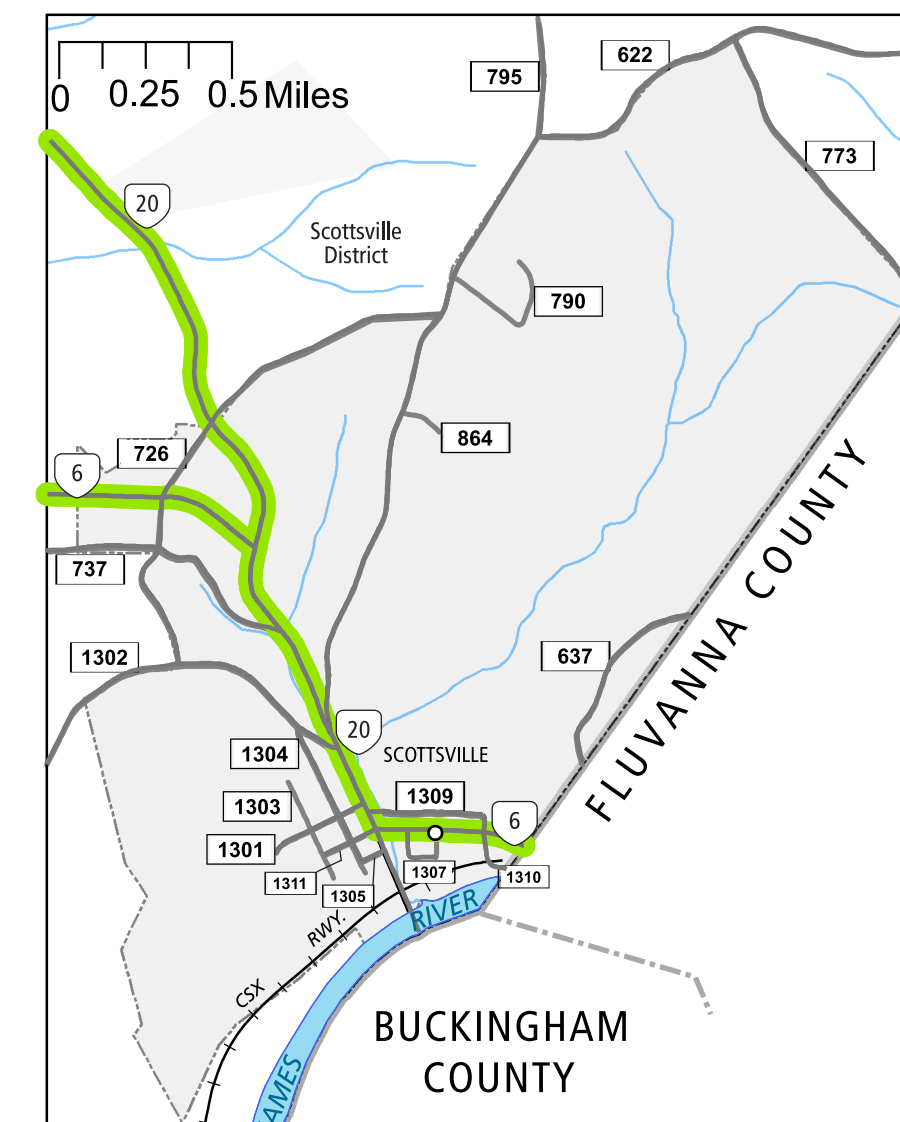 622
795
0 0.25 0.5 Miles
773
20
Scottsville
District
790
864
726
6
737
FLUVANNA COUNTY
637
1302
20
1304
SCOTTSVILLE
1309
1303
6
1301
1307
1311
1310
1305
RIVER
RWY.
CSX
BUCKINGHAM
COUNTY
AMES